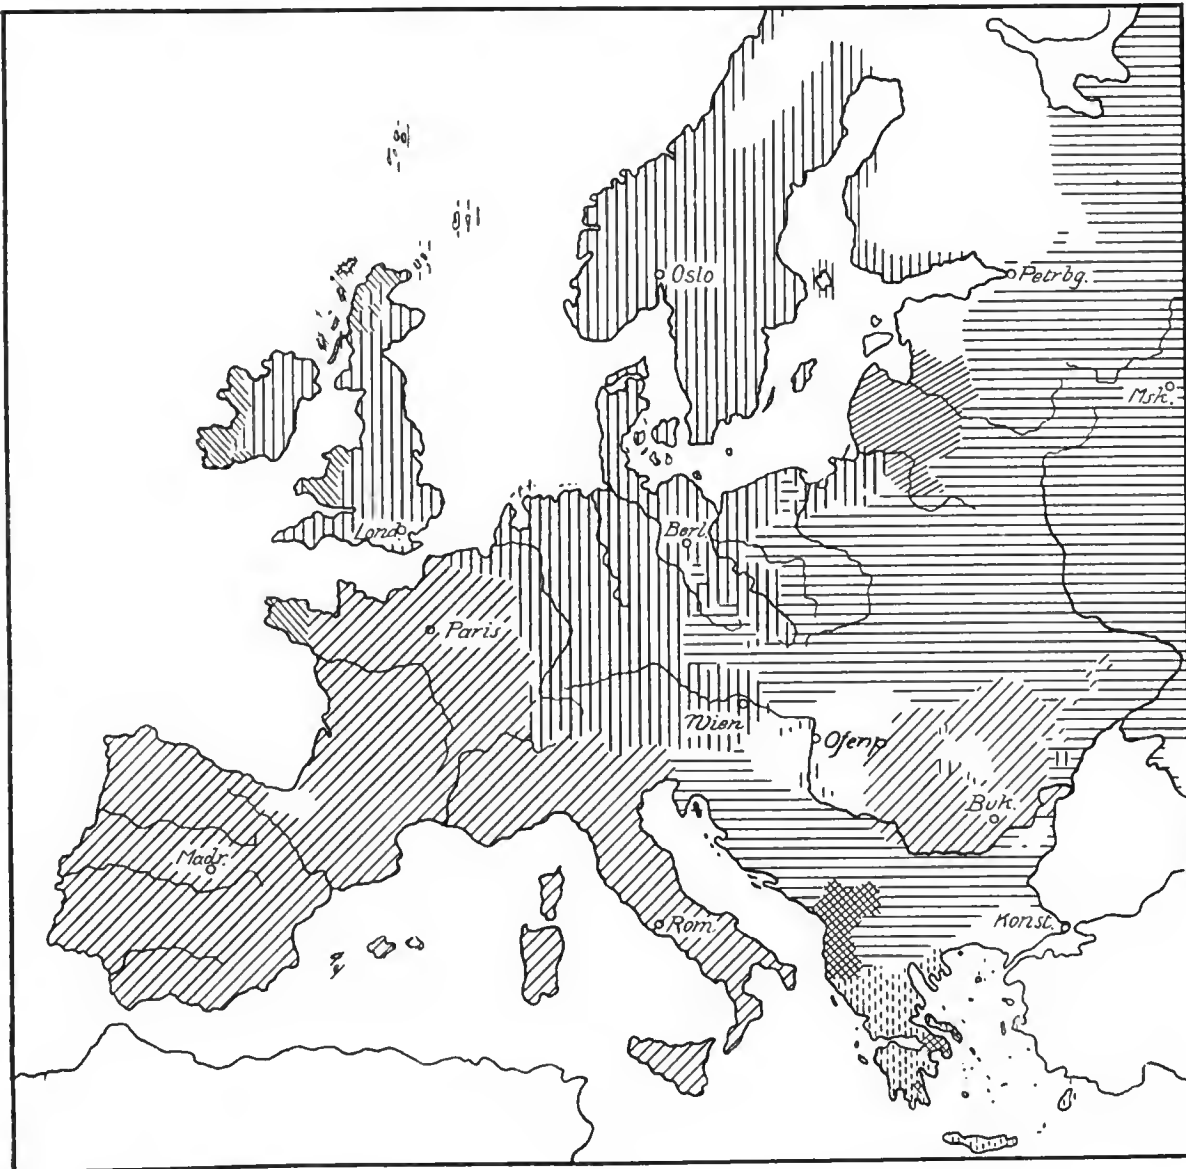 Oslo
Petrbg.
Msk.
Lond.
Berl.
Paris
Wien
Ofenp
Buk.
Madr.
Rom.
Konst.